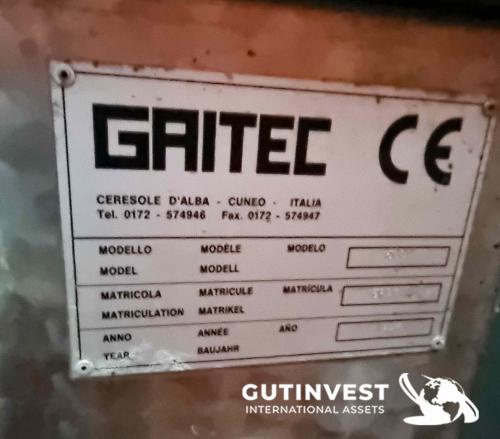 GAITEC CE
CERESOLE D'ALBA - CUNEO - ITALIA
Tel. 0172 - 574946 Fax. 0172 - 574947
MODELLO MODÈLE MODELO
MODEL MODELL
MATRICOLA MATRICULE MATRÍCULA
MATRICULATION MATRIKEL
ANNO ANNÉE AÑO
YEAR BAUJAHR
GUTINVEST
INTERNATIONAL ASSETS